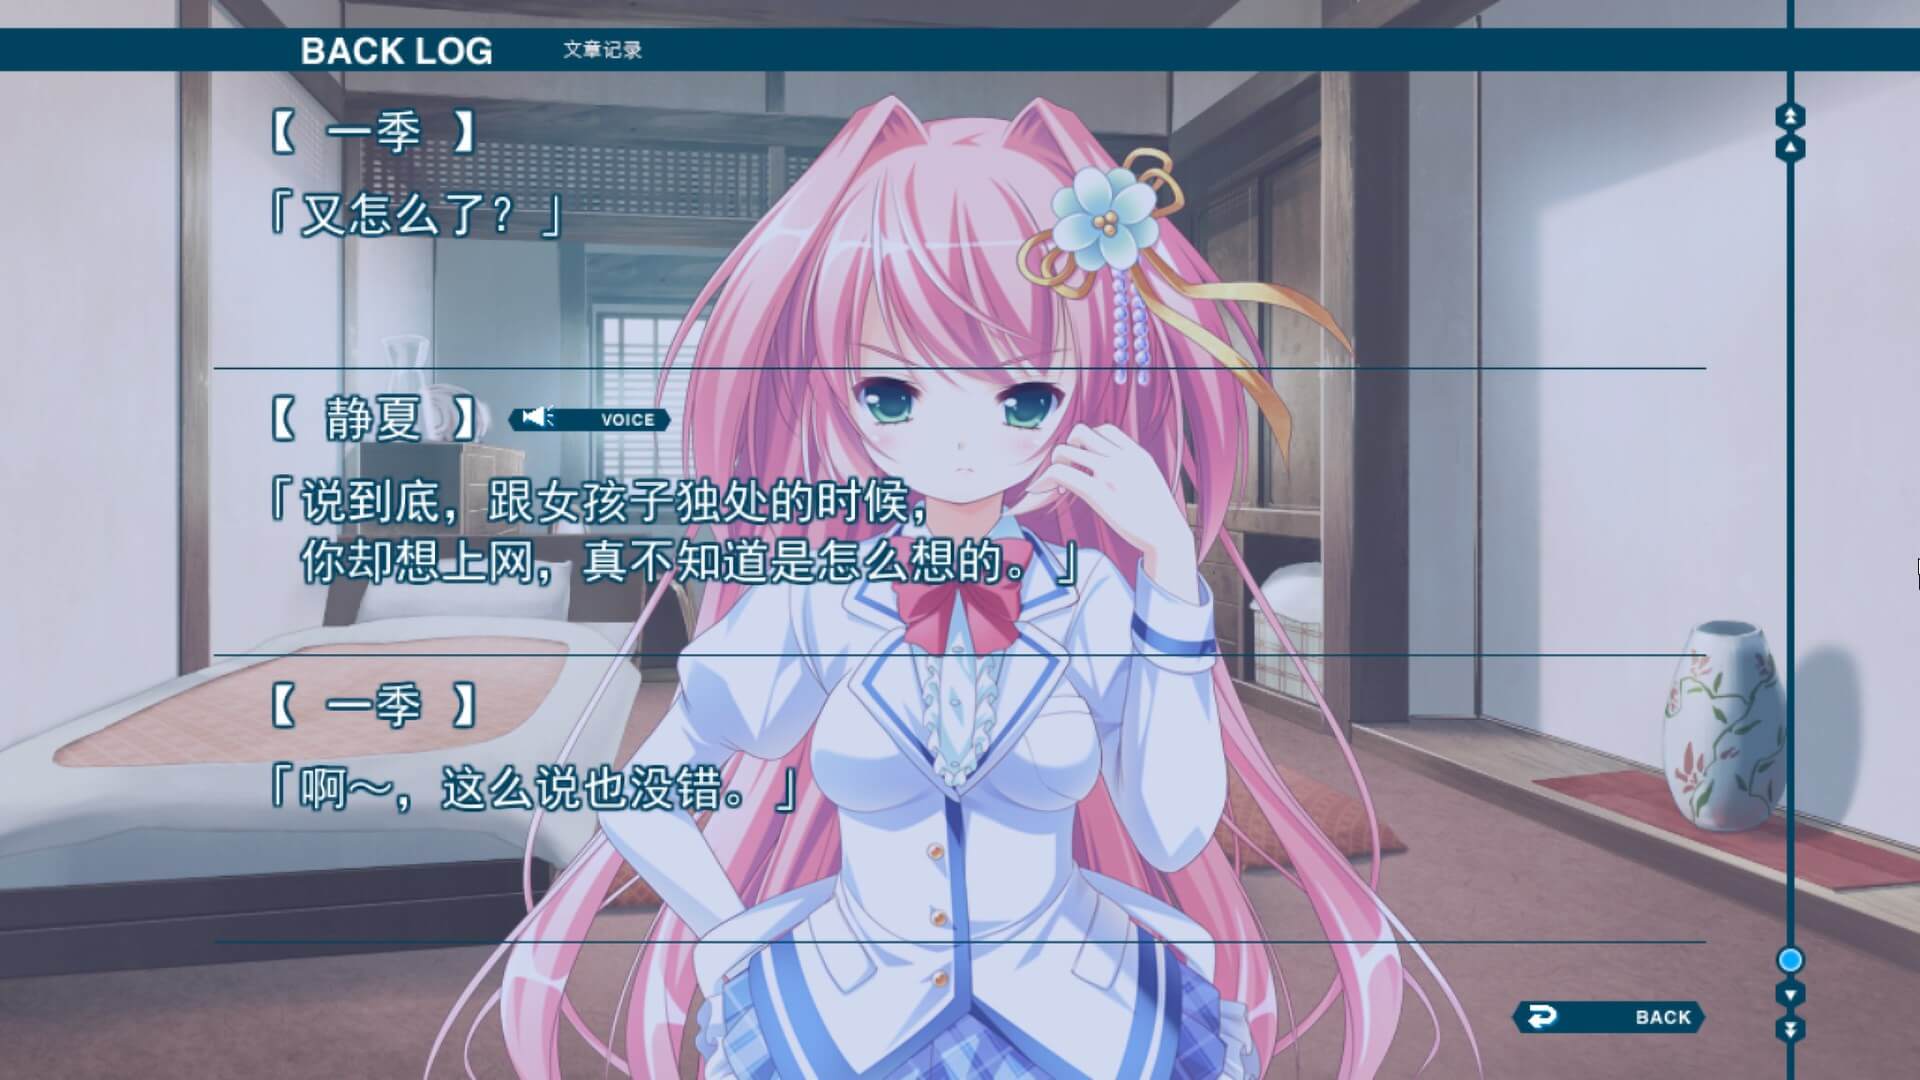 BACK LOG 文章记录
【 一季 】
「又怎么了？」
【 静夏 】 VOICE
「说到底，跟女孩子独处的时候，
你却想上网，真不知道是怎么想的。」
【 一季 】
「啊～，这么说也没错。」
BACK